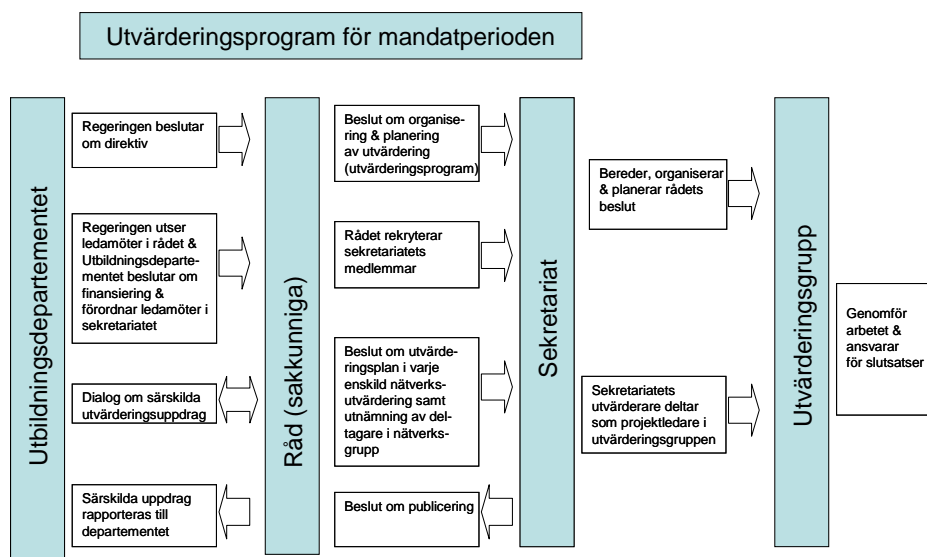 Utvärderingsprogram för mandatperioden
Utbildningsdepartementet
Regeringen beslutar
om direktiv
Regeringen utser
ledamöter i rådet &
Utbildningsdeparte-
mentet beslutar om
finansiering &
förordnar ledamöter i
sekretariatet
Dialog om särskilda
utvärderingsuppdrag
Särskilda uppdrag
rapporteras till
departementet
Råd (sakkunniga)
Beslut om organise-
ring & planering
av utvärdering
(utvärderingsprogram)
Rådet rekryterar
sekretariatets
medlemmar
Beslut om utvärde-
ringsplan i varje
enskild nätverks-
utvärdering samt
utnämning av del-
tagare i nätverks-
grupp
Beslut om publicering
Sekretariat
Bereder, organiserar
& planerar rådets
beslut
Sekretariatets
utvärderare deltar
som projektledare i
utvärderingsgruppen
Utvärderingsgrupp
Genomför
arbetet &
ansvarar
för slutsatser